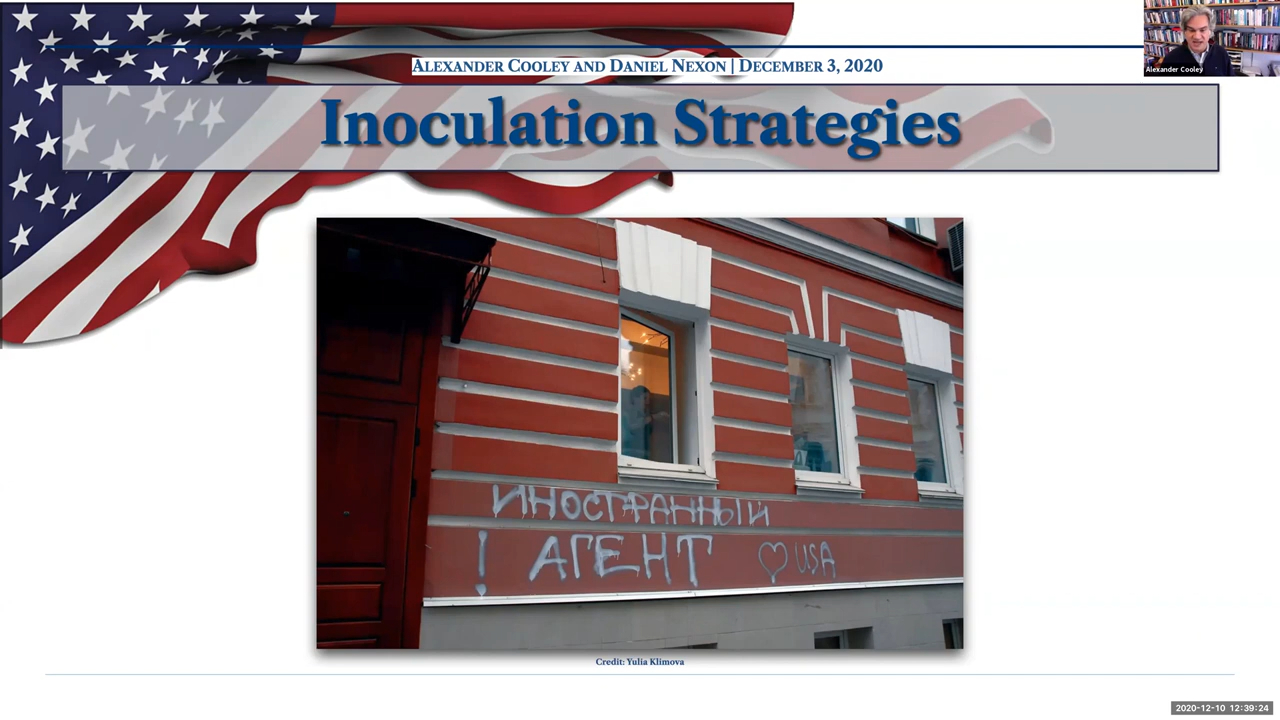 Alexander Cooley
ALEXANDER COOLEY AND DANIEL NEXON | DECEMBER 3, 2020
Inoculation Strategies
ИНОСТРАННЫЙ
! АГЕНТ ♡ USA
Credit: Yulia Klimova
2020-12-10 12:39:24